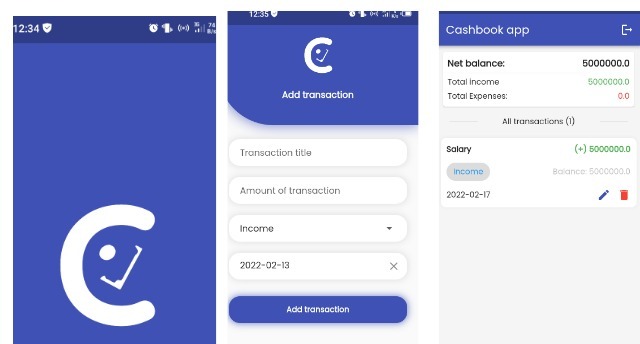 12:34
12:35
Add transaction
Transaction title
Amount of transaction
Income
2022-02-13
Add transaction
Cashbook app
Net balance: 5000000.0
Total income 5000000.0
Total Expenses: 0.0
All transactions (1)
Salary (+) 5000000.0
Income Balance: 5000000.0
2022-02-17